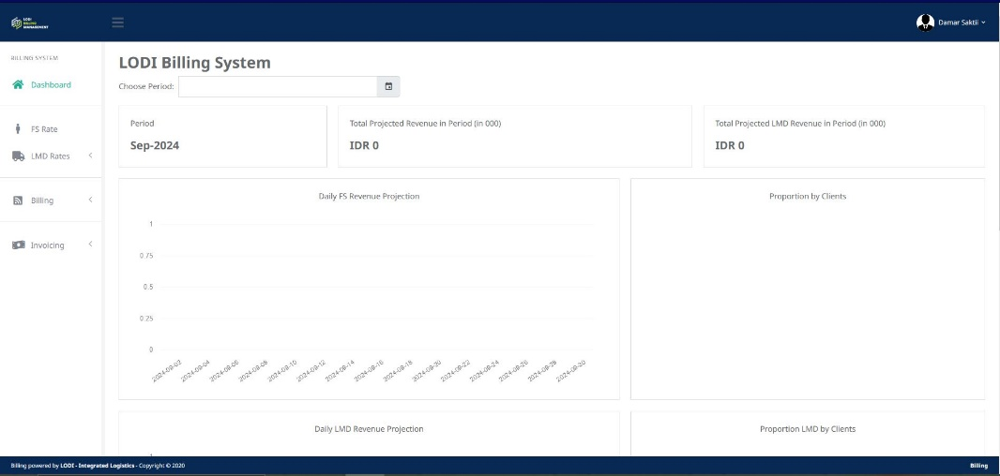 LODI
BILLING
MANAGEMENT
Damar Saktii
BILLING SYSTEM
Dashboard
FS Rate
LMD Rates
Billing
Invoicing
LODI Billing System
Choose Period:
Period
Sep-2024
Total Projected Revenue in Period (in 000)
IDR 0
Total Projected LMD Revenue in Period (in 000)
IDR 0
Daily FS Revenue Projection
1
0.75
0.5
0.25
0
2024-09-02 2024-09-04 2024-09-06 2024-09-08 2024-09-10 2024-09-12 2024-09-14 2024-09-16 2024-09-18 2024-09-20 2024-09-22 2024-09-24 2024-09-26 2024-09-28 2024-09-30
Proportion by Clients
Daily LMD Revenue Projection
1
Proportion LMD by Clients
Billing powered by LODI - Integrated Logistics - Copyright © 2020
Billing